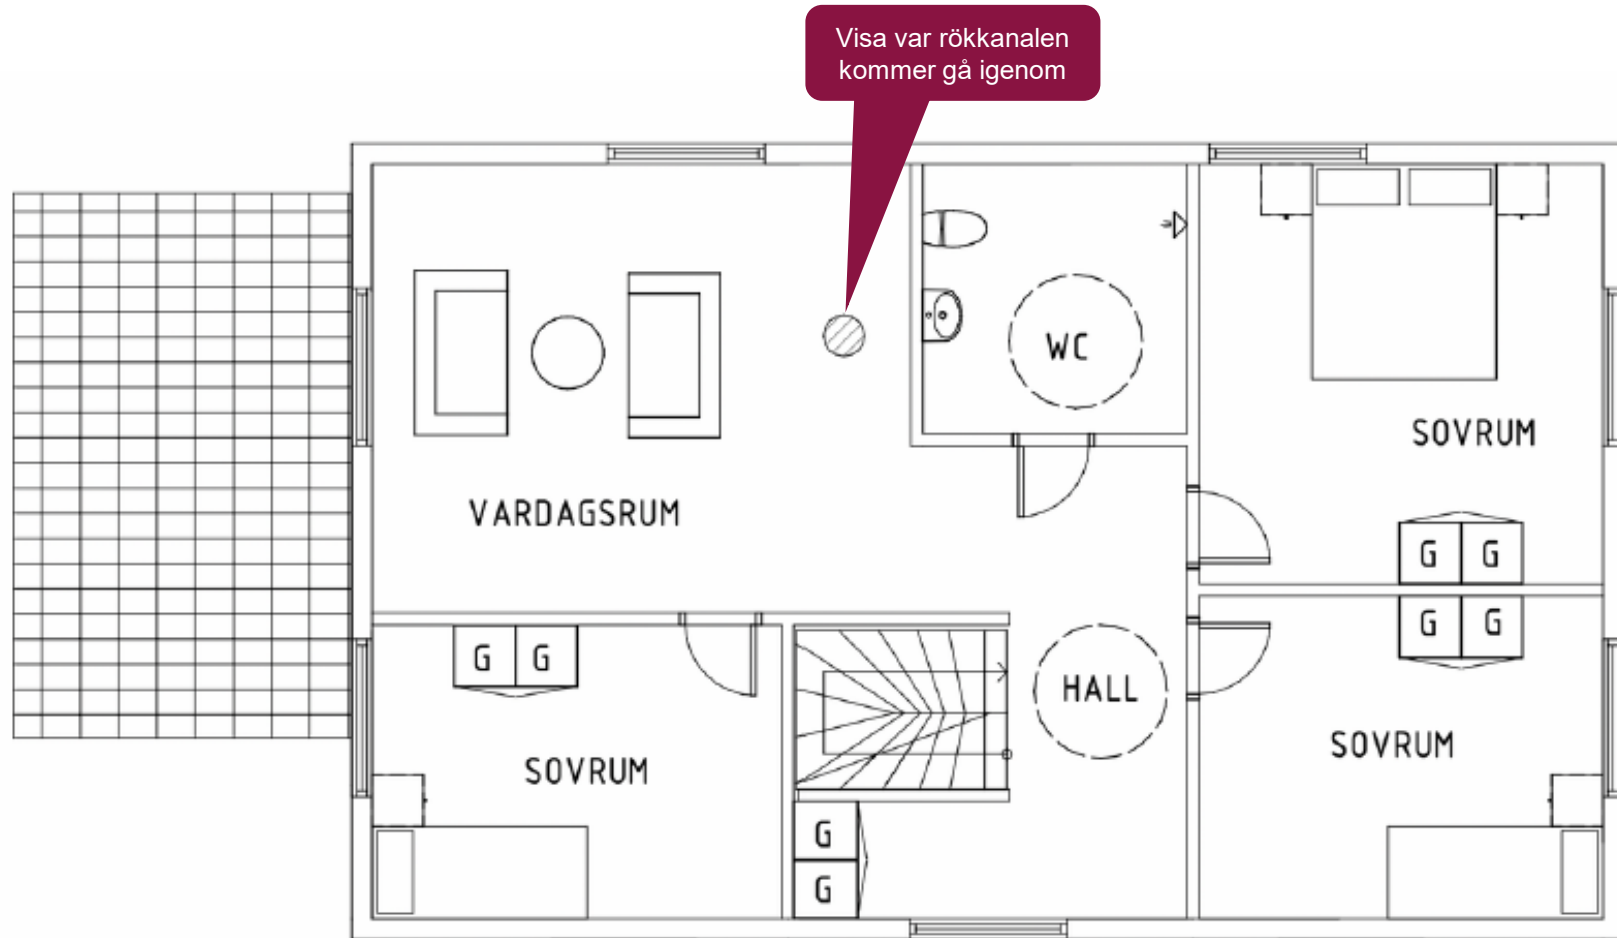 Visa var rökkanalen
kommer gå igenom
WC
SOVRUM
VARDAGSRUM
G G
G G
G G
HALL
SOVRUM
SOVRUM
G
G